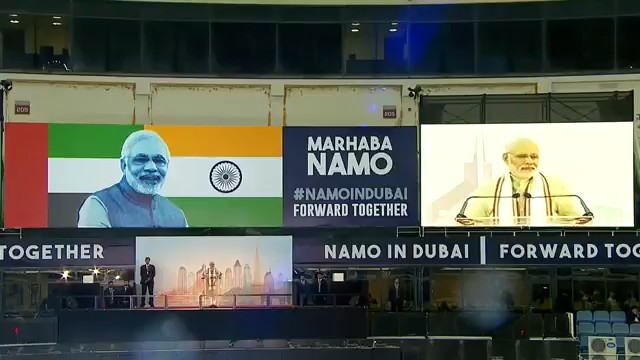 205
205
MARHABA
NAMO
#NAMOINDUBAI
FORWARD TOGETHER
TOGETHER
NAMO IN DUBAI | FORWARD TOG